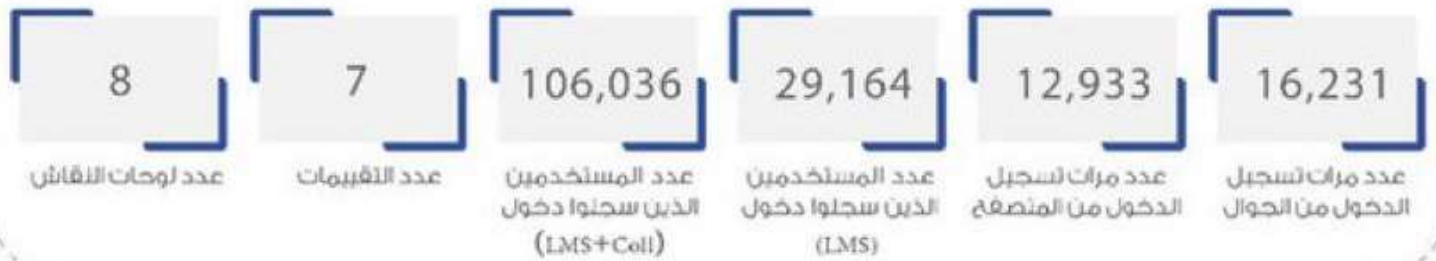 16,231
عدد مرات تسجيل
الدخول من الجوال
12,933
عدد مرات تسجيل
الدخول من المتصفح
29,164
عدد المستخدمين
الذين سجلوا دخول
(LMS)
106,036
عدد المستخدمين
الذين سجلوا دخول
(LMS+Coll)
7
عدد التقييمات
8
عدد لوحات النقاش